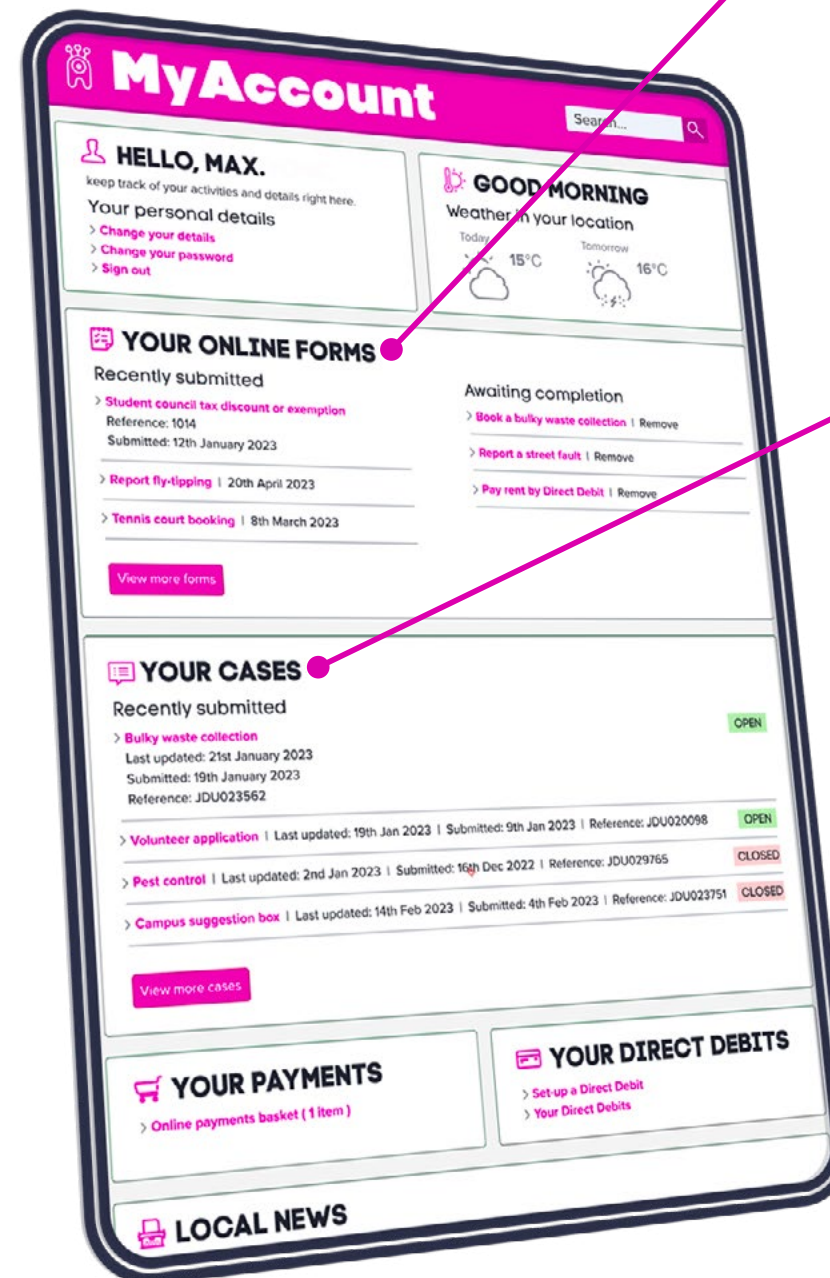 MyAccount
Search...
HELLO, MAX.
keep track of your activities and details right here.
Your personal details
> Change your details
> Change your password
> Sign out
GOOD MORNING
Weather in your location
Today
15°C
Tomorrow
16°C
YOUR ONLINE FORMS
Recently submitted
> Student council tax discount or exemption
Reference: 1014
Submitted: 12th January 2023
> Report fly-tipping | 20th April 2023
> Tennis court booking | 8th March 2023
View more forms
Awaiting completion
> Book a bulky waste collection | Remove
> Report a street fault | Remove
> Pay rent by Direct Debit | Remove
YOUR CASES
Recently submitted
> Bulky waste collection
OPEN
Last updated: 21st January 2023
Submitted: 19th January 2023
Reference: JDU023562
> Volunteer application | Last updated: 19th Jan 2023 | Submitted: 9th Jan 2023 | Reference: JDU020098 OPEN
> Pest control | Last updated: 2nd Jan 2023 | Submitted: 16th Dec 2022 | Reference: JDU029765 CLOSED
> Campus suggestion box | Last updated: 14th Feb 2023 | Submitted: 4th Feb 2023 | Reference: JDU023751 CLOSED
View more cases
YOUR PAYMENTS
> Online payments basket ( 1 item )
YOUR DIRECT DEBITS
> Set-up a Direct Debit
> Your Direct Debits
LOCAL NEWS